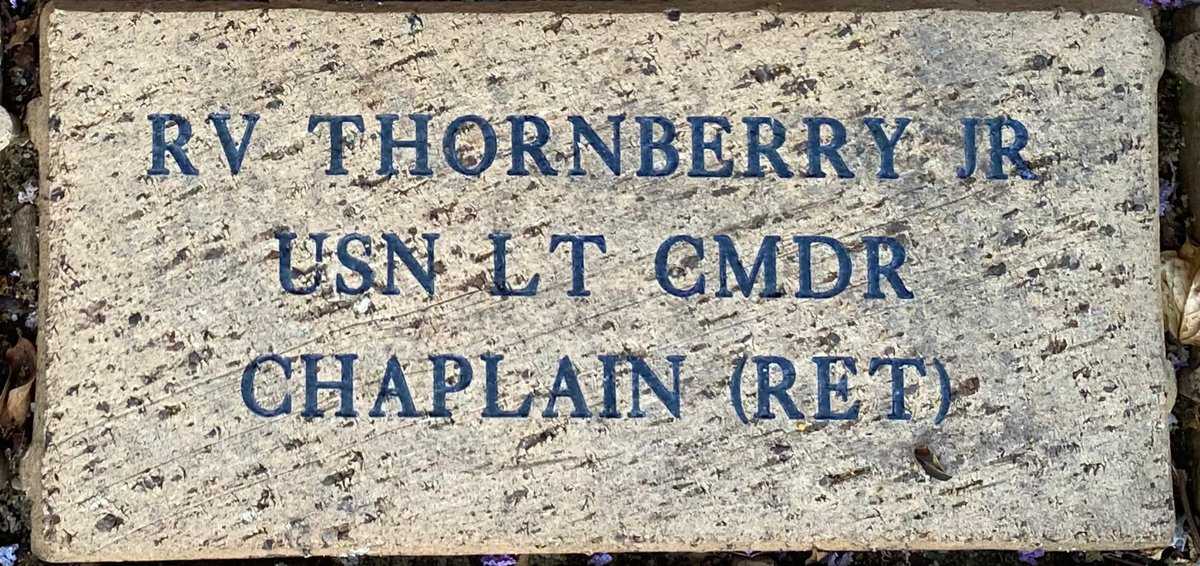 RV THORNBERRY JR
USN LT CMDR
CHAPLAIN (RET)